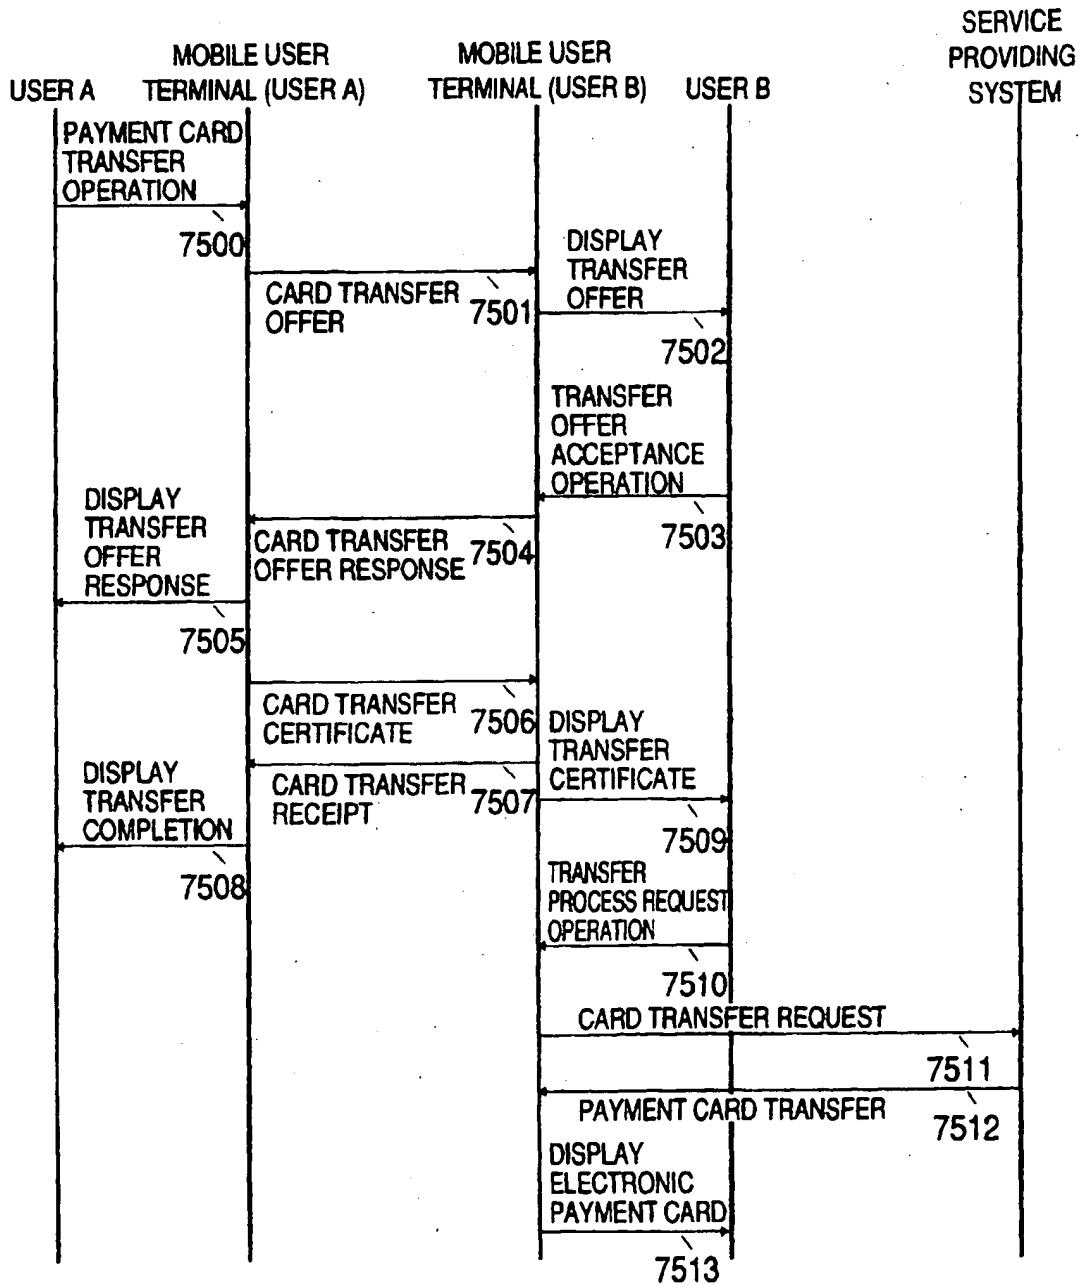 SERVICE
PROVIDING
SYSTEM
MOBILE USER
TERMINAL (USER A)
MOBILE USER
TERMINAL (USER B)
USER A
USER B
PAYMENT CARD
TRANSFER
OPERATION
7500
CARD TRANSFER
OFFER
7501
DISPLAY
TRANSFER
OFFER
7502
TRANSFER
OFFER
ACCEPTANCE
OPERATION
7503
CARD TRANSFER
OFFER RESPONSE
7504
DISPLAY
TRANSFER
OFFER
RESPONSE
7505
CARD TRANSFER
CERTIFICATE
7506
CARD TRANSFER
RECEIPT
7507
DISPLAY
TRANSFER
COMPLETION
7508
DISPLAY
TRANSFER
CERTIFICATE
7509
TRANSFER
PROCESS REQUEST
OPERATION
7510
CARD TRANSFER REQUEST
7511
PAYMENT CARD TRANSFER
7512
DISPLAY
ELECTRONIC
PAYMENT CARD
7513